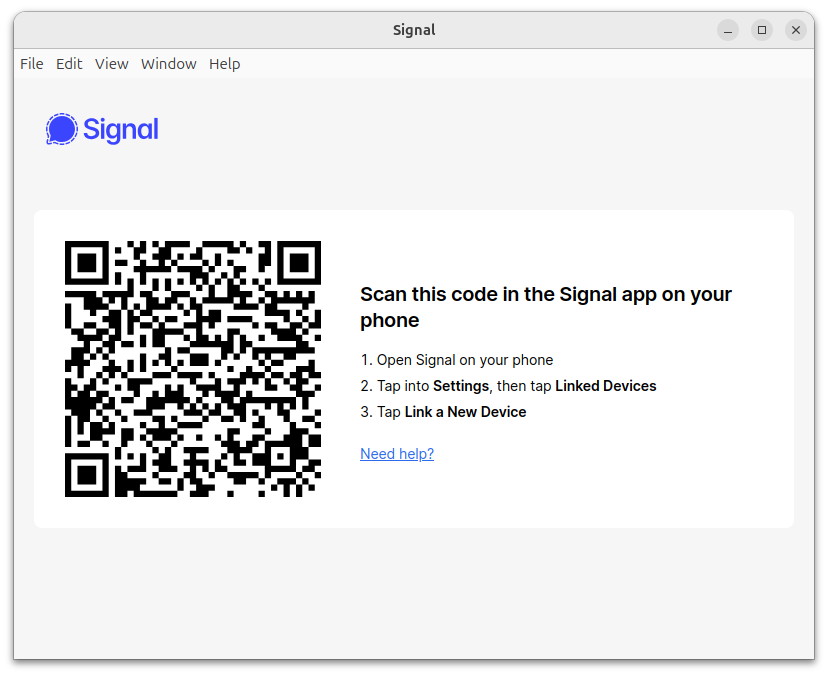 Signal
File Edit View Window Help
Signal
Scan this code in the Signal app on your
phone
1. Open Signal on your phone
2. Tap into Settings, then tap Linked Devices
3. Tap Link a New Device
Need help?